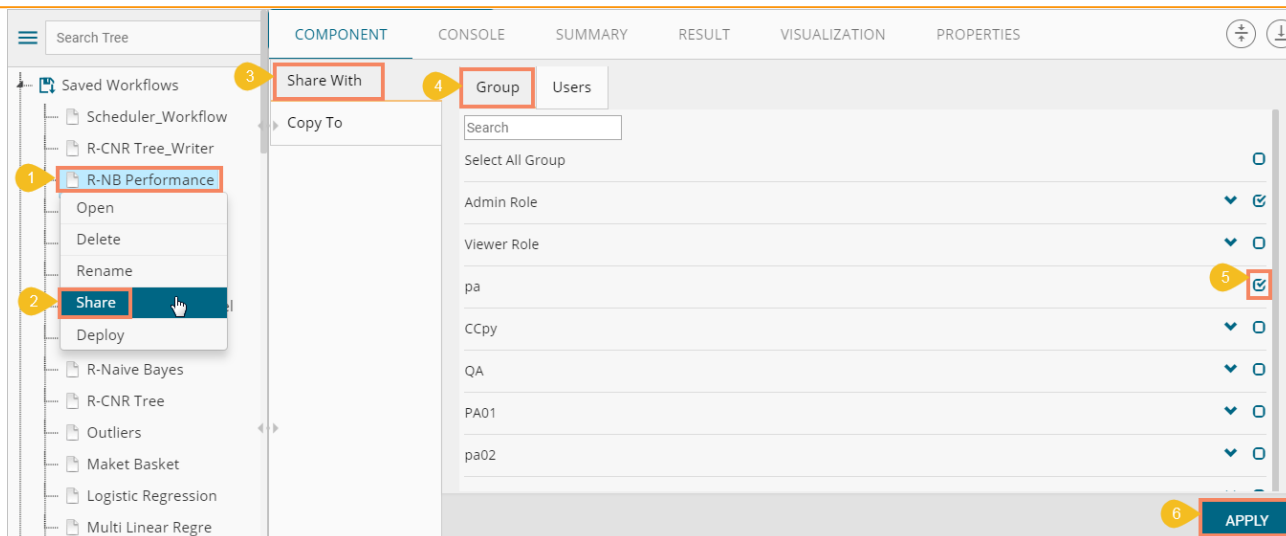 Search Tree
COMPONENT CONSOLE SUMMARY RESULT VISUALIZATION PROPERTIES
Saved Workflows
Scheduler_Workflow
R-CNR Tree_Writer
1 R-NB Performance
Open
Delete
Rename
2 Share
Deploy
R-Naive Bayes
R-CNR Tree
Outliers
Maket Basket
Logistic Regression
Multi Linear Regre
3 Share With
Copy To
4 Group Users
Search
Select All Group
Admin Role
Viewer Role
pa 5
CCpy
QA
PA01
pa02
6 APPLY